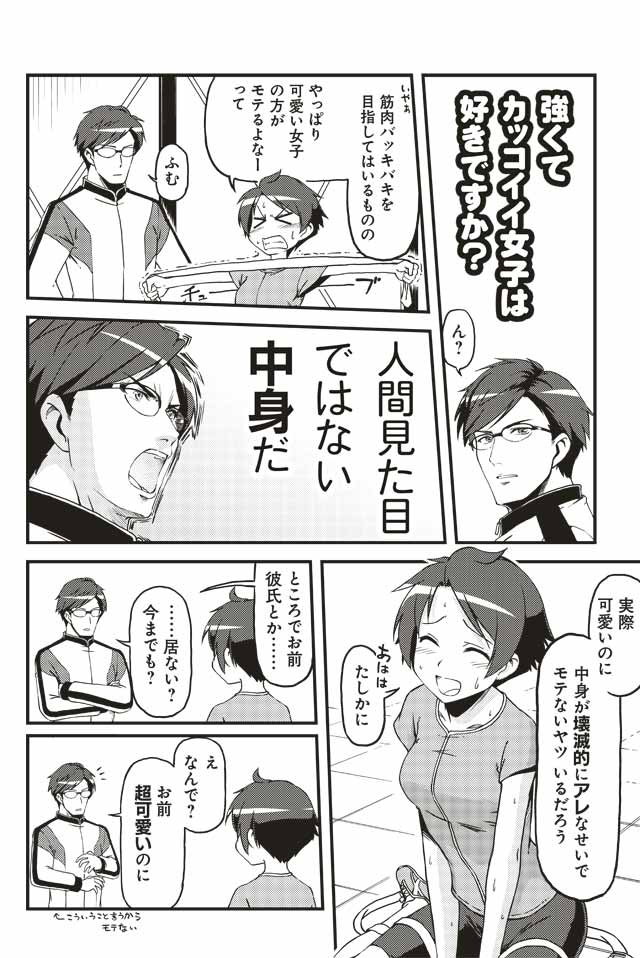 強くて
カッコイイ女子は
好きですか?
いやぁ
筋肉バッキバキを
目指してはいるものの
やっぱり
可愛い女子
の方が
モテるよなー
って
ふむ
チュー
ブ
ん?
人間見た目
ではない
中身だ
実際
可愛いのに
中身が壊滅的にアレなせいで
モテないヤツ いるだろう
あはは
たしかに
ところでお前
彼氏とか……
……居ない?
今までも?
え
なんで?
お前
超可愛いのに
←こういうこと言うから
モテない